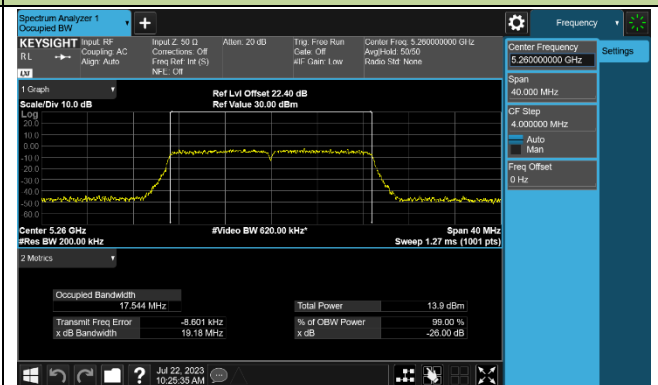 Spectrum Analyzer 1
Occupied BW
+
Frequency
KEYSIGHT
RL
LXI
Input: RF
Coupling: AC
Align: Auto
Input Z: 50 Ω
Corrections: Off
Freq Ref: Int (S)
NFE: Off
Atten: 20 dB
Trig: Free Run
Gate: Off
#IF Gain: Low
Center Freq: 5.260000000 GHz
Avg|Hold: 50/50
Radio Std: None
Center Frequency
5.260000000 GHz
Settings
Span
40.000 MHz
CF Step
4.000000 MHz
Auto
Man
Freq Offset
0 Hz
1 Graph
Scale/Div 10.0 dB
Ref Lvl Offset 22.40 dB
Ref Value 30.00 dBm
Log
20.0
10.0
0.00
-10.0
-20.0
-30.0
-40.0
-50.0
-60.0
Center 5.26 GHz
#Video BW 620.00 kHz*
Span 40 MHz
#Res BW 200.00 kHz
Sweep 1.27 ms (1001 pts)
2 Metrics
Occupied Bandwidth
17.544 MHz
Total Power 13.9 dBm
Transmit Freq Error -8.601 kHz
% of OBW Power 99.00 %
x dB Bandwidth 19.18 MHz
x dB -26.00 dB
?
Jul 22, 2023
10:25:35 AM